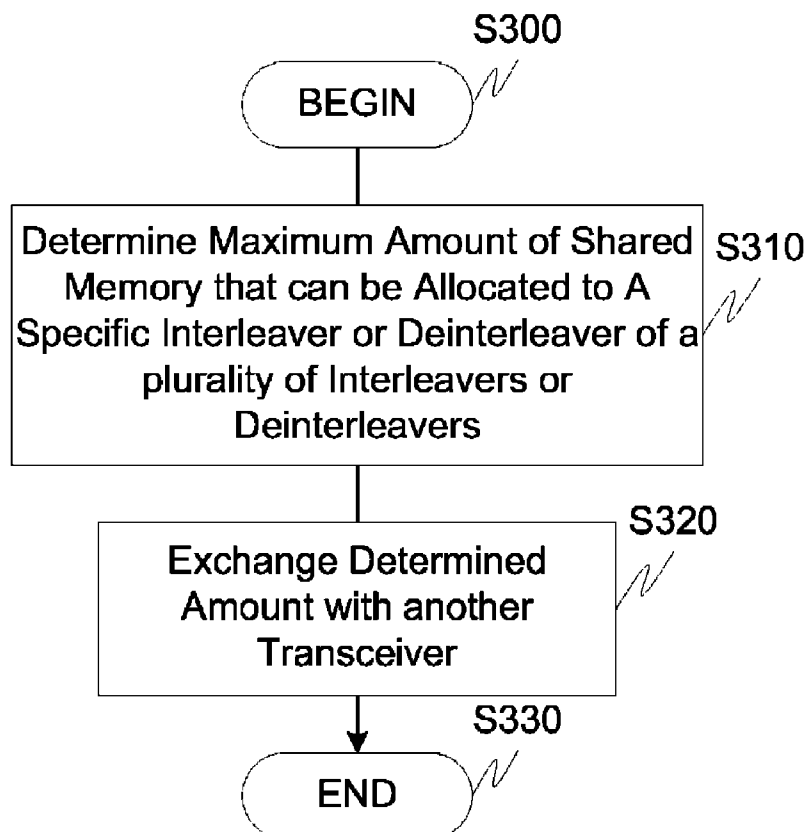 S300
BEGIN
Determine Maximum Amount of Shared
Memory that can be Allocated to A
Specific Interleaver or Deinterleaver of a
plurality of Interleavers or
Deinterleavers
S310
Exchange Determined
Amount with another
Transceiver
S320
S330
END